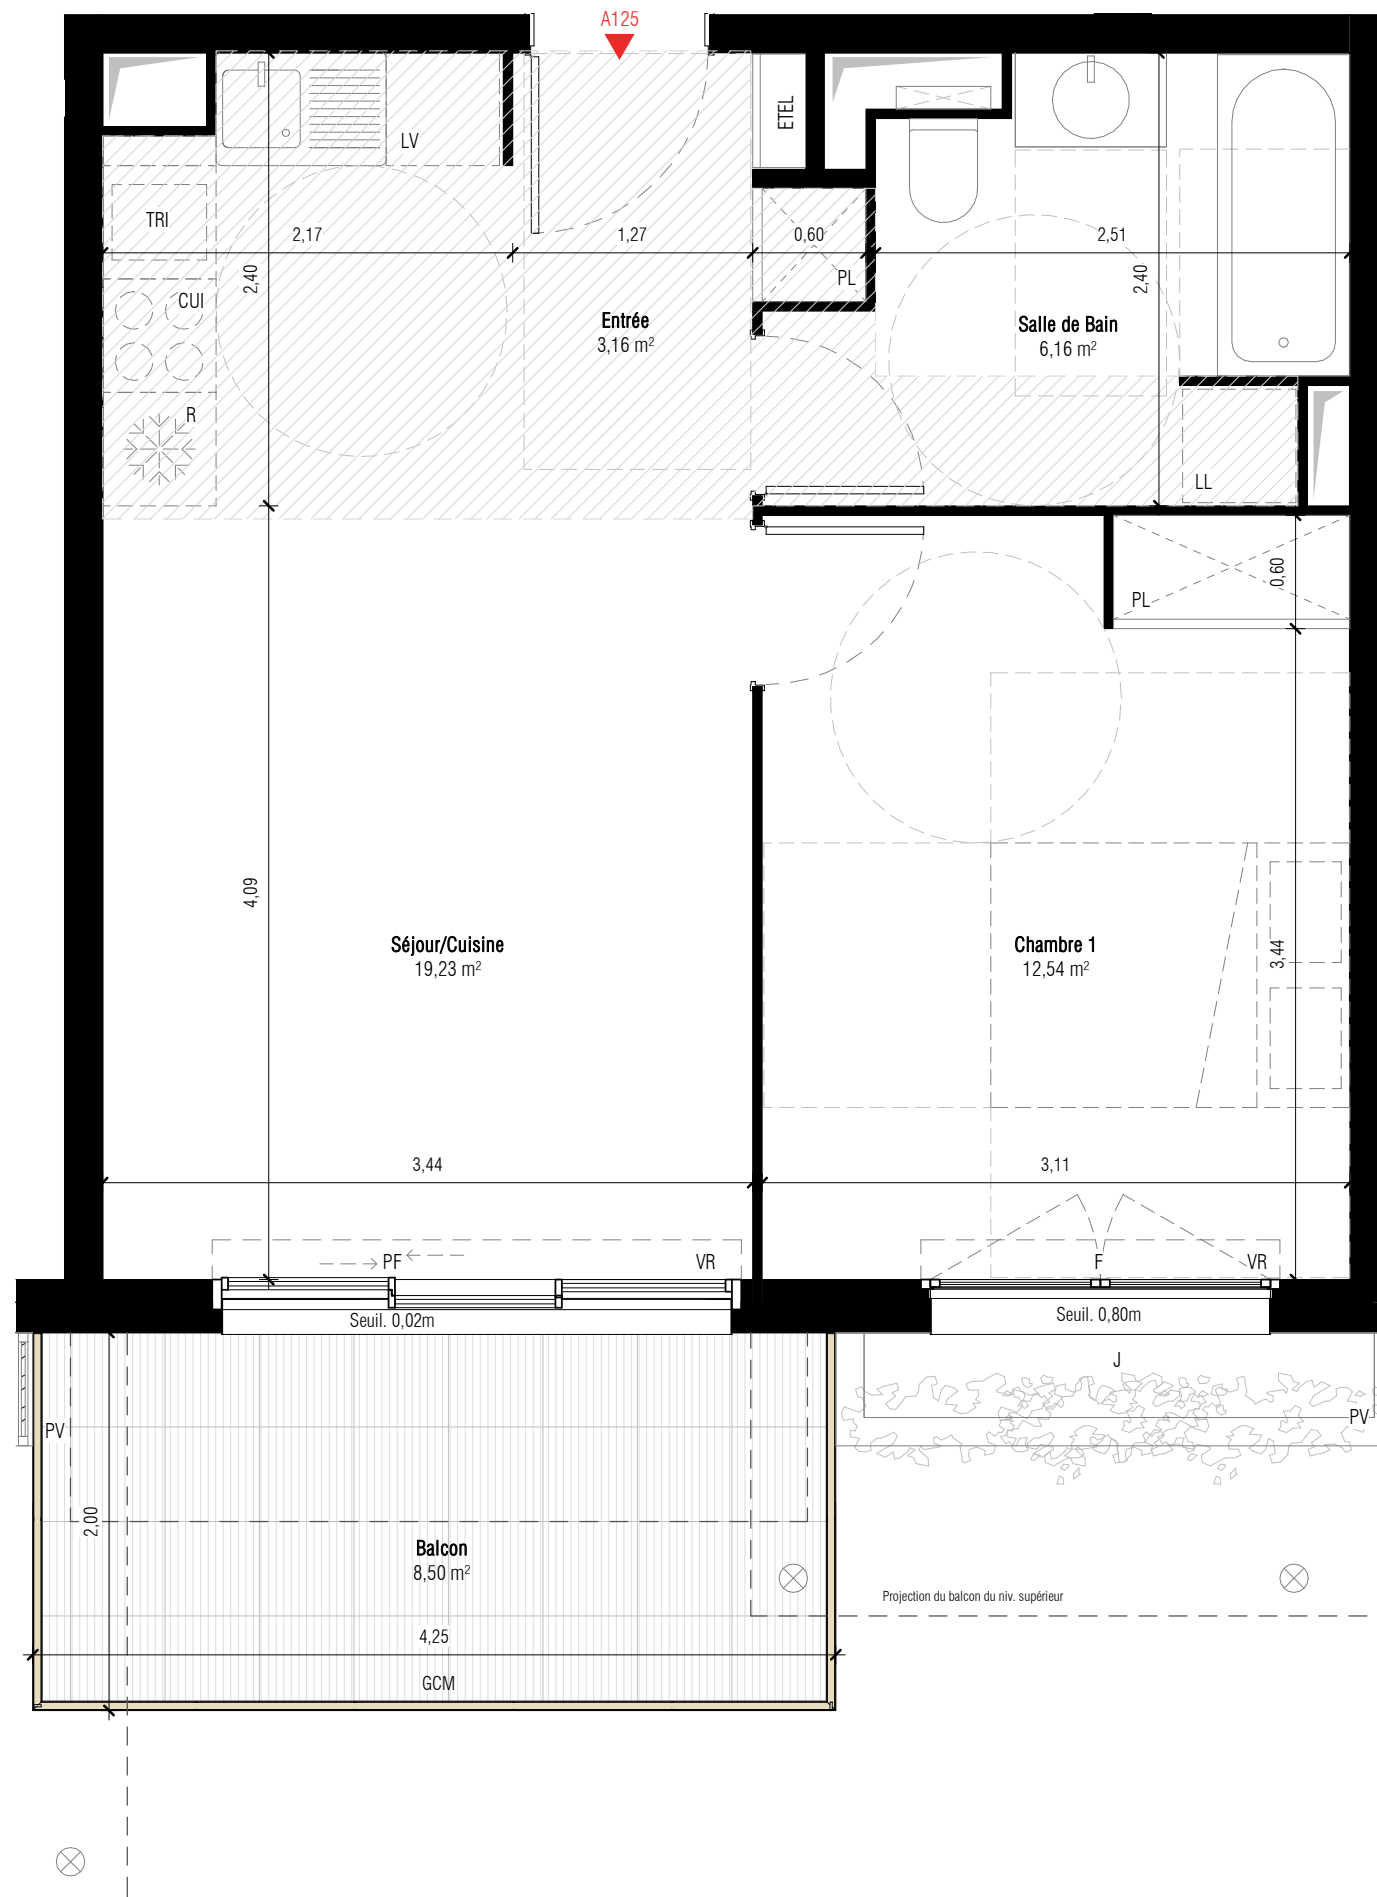 A125
ETEL
LV
TRI
2,17
1,27
0,60
2,51
2,40
PL
2,40
CUI
Entrée
3,16 m²
Salle de Bain
6,16 m²
R
LL
0,60
PL
4,09
Séjour/Cuisine
19,23 m²
Chambre 1
12,54 m²
3,44
3,44
3,11
PF
VR
F
VR
Seuil. 0,02m
Seuil. 0,80m
J
PV
PV
2,00
Balcon
8,50 m²
Projection du balcon du niv. supérieur
4,25
GCM